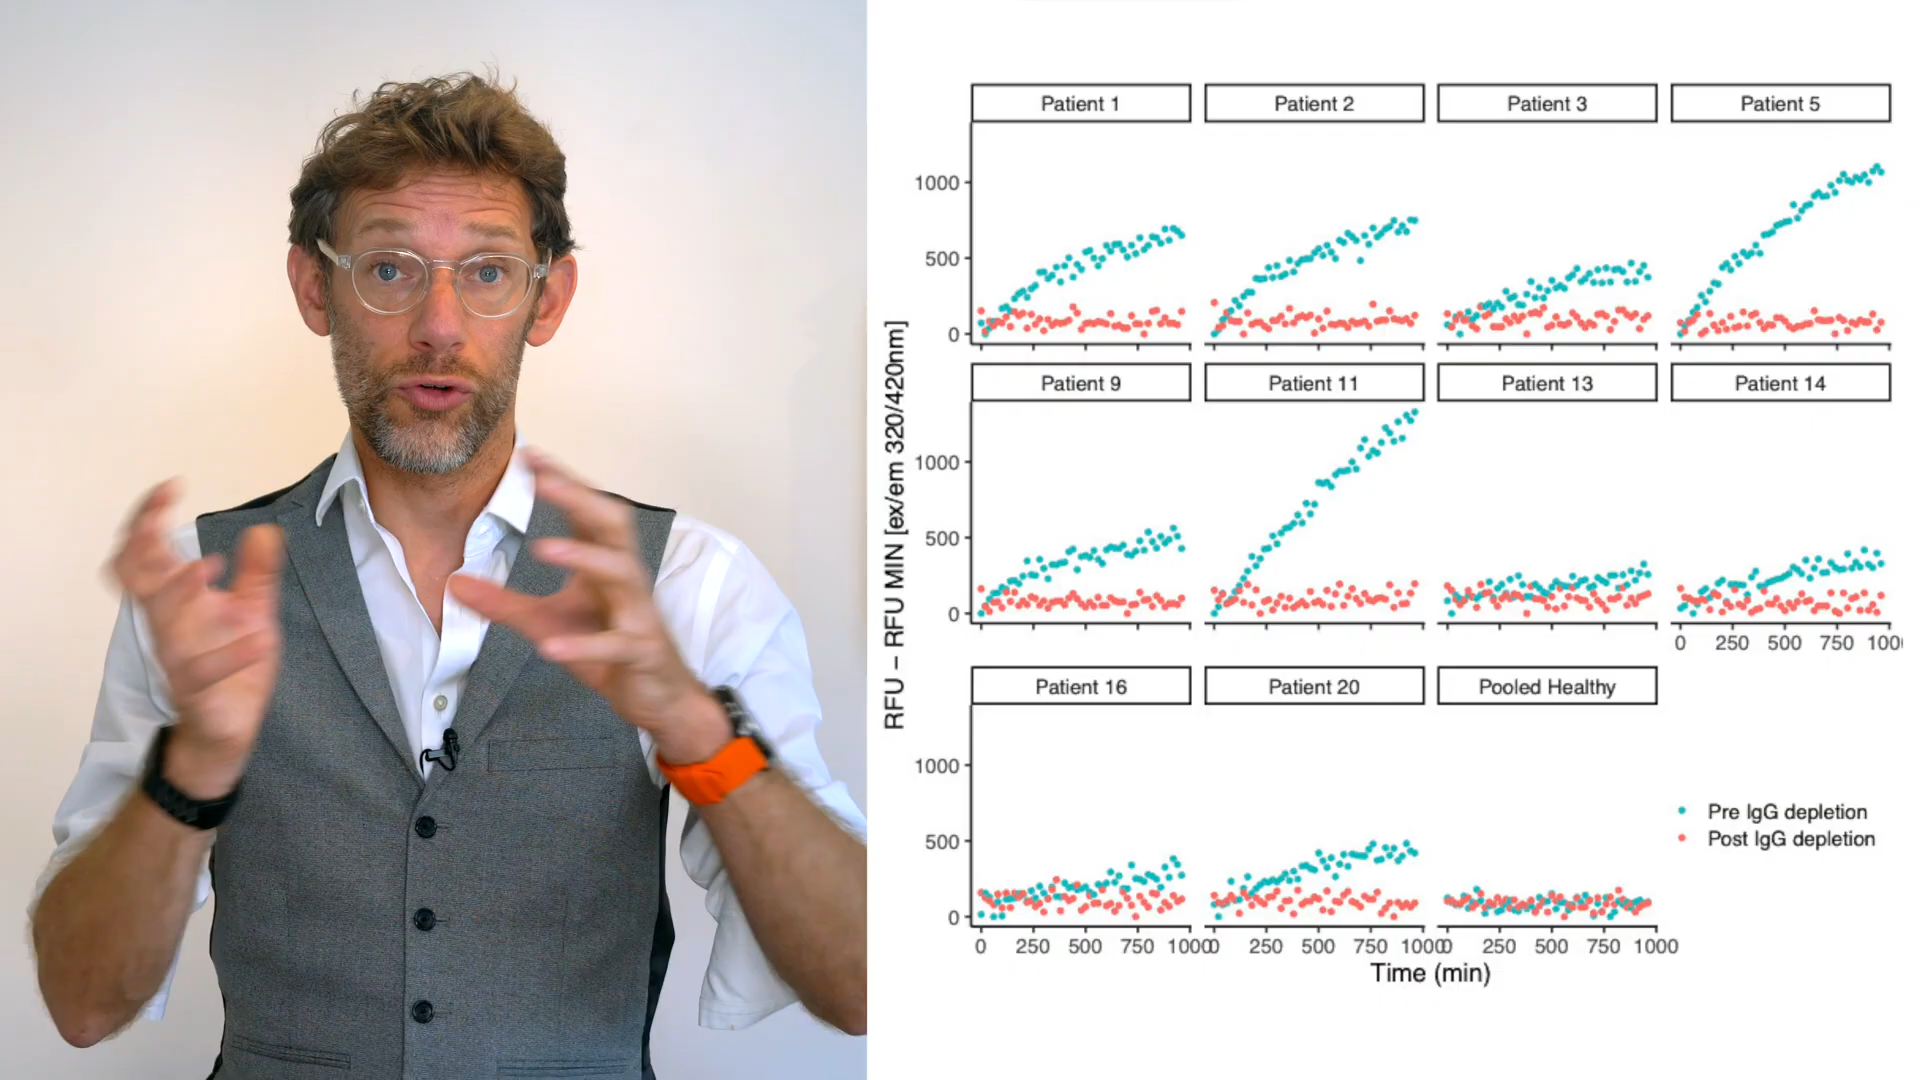 Patient 1
Patient 2
Patient 3
Patient 5
1000
500
0
Patient 9
Patient 11
Patient 13
Patient 14
1000
500
0
0 250 500 750 100
Patient 16
Patient 20
Pooled Healthy
1000
500
0
0 250 500 750 1000
0 250 500 750 1000
0 250 500 750 1000
RFU – RFU MIN [ex/em 320/420nm]
Time (min)
Pre IgG depletion
Post IgG depletion